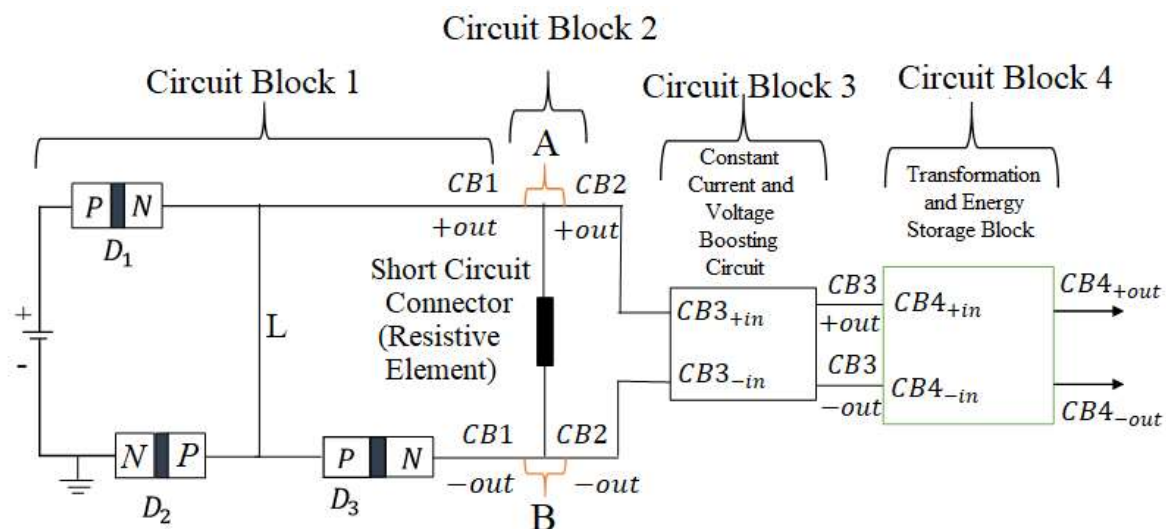 Circuit Block 2
Circuit Block 1
Circuit Block 3
Circuit Block 4
A
Constant
Current and
Voltage
Boosting
Circuit
Transformation
and Energy
Storage Block
P N
D₁
CB1
+out
CB2
+out
Short Circuit
Connector
(Resistive
Element)
L
+
-
CB3₊ᵢₙ
CB3₋ᵢₙ
CB3
+out
CB3
−out
CB4₊ᵢₙ
CB4₋ᵢₙ
CB4₊ₒᵤₜ
CB4₋ₒᵤₜ
N P
D₂
P N
D₃
CB1
−out
CB2
−out
B